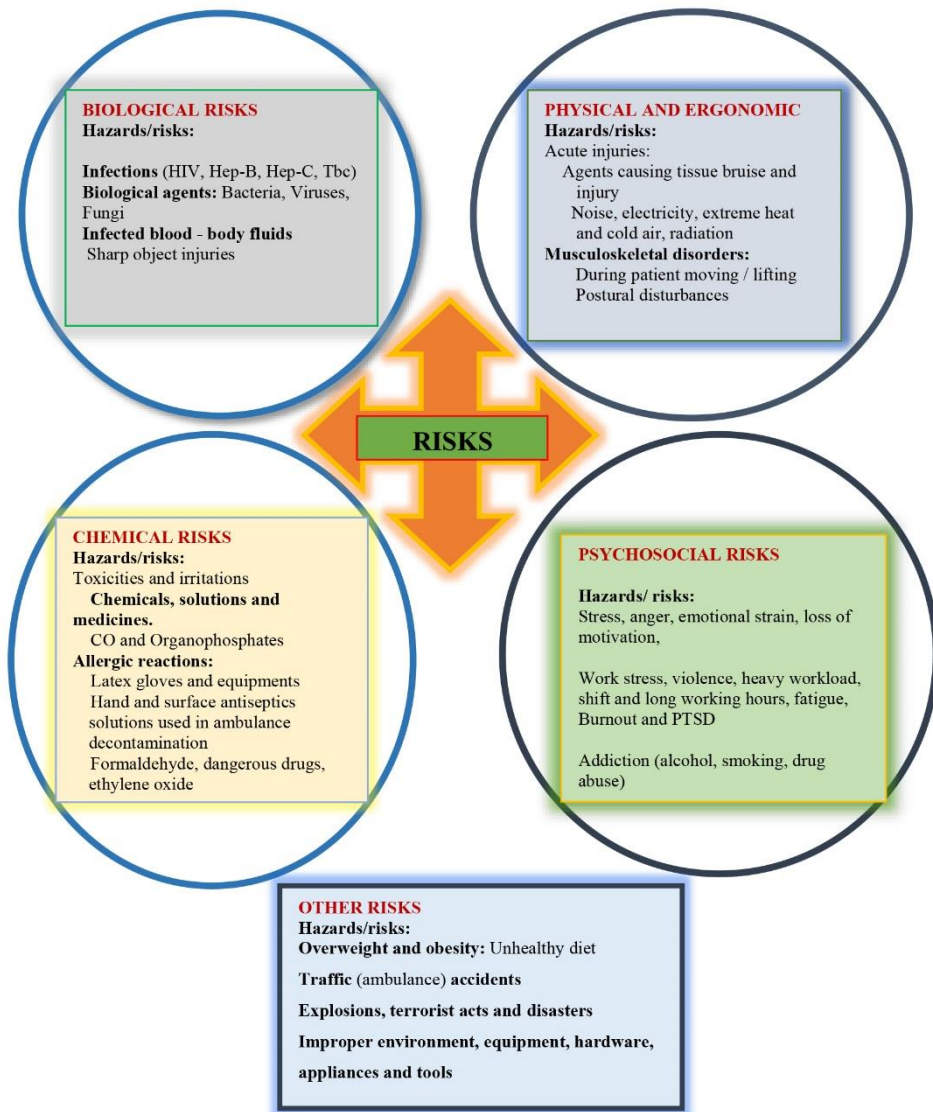 BIOLOGICAL RISKS
Hazards/risks:
Infections (HIV, Hep-B, Hep-C, Tbc)
Biological agents: Bacteria, Viruses,
Fungi
Infected blood - body fluids
Sharp object injuries
PHYSICAL AND ERGONOMIC
Hazards/risks:
Acute injuries:
Agents causing tissue bruise and
injury
Noise, electricity, extreme heat
and cold air, radiation
Musculoskeletal disorders:
During patient moving / lifting
Postural disturbances
RISKS
CHEMICAL RISKS
Hazards/risks:
Toxicities and irritations
Chemicals, solutions and
medicines.
CO and Organophosphates
Allergic reactions:
Latex gloves and equipments
Hand and surface antiseptics
solutions used in ambulance
decontamination
Formaldehyde, dangerous drugs,
ethylene oxide
PSYCHOSOCIAL RISKS
Hazards/ risks:
Stress, anger, emotional strain, loss of
motivation,
Work stress, violence, heavy workload,
shift and long working hours, fatigue,
Burnout and PTSD
Addiction (alcohol, smoking, drug
abuse)
OTHER RISKS
Hazards/risks:
Overweight and obesity: Unhealthy diet
Traffic (ambulance) accidents
Explosions, terrorist acts and disasters
Improper environment, equipment, hardware,
appliances and tools